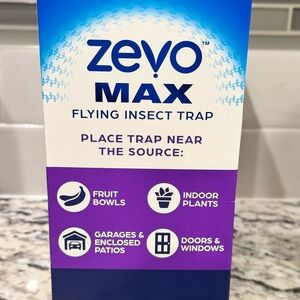 zevo™
MAX
FLYING INSECT TRAP
PLACE TRAP NEAR
THE SOURCE:
FRUIT
BOWLS
INDOOR
PLANTS
GARAGES &
ENCLOSED
PATIOS
DOORS &
WINDOWS